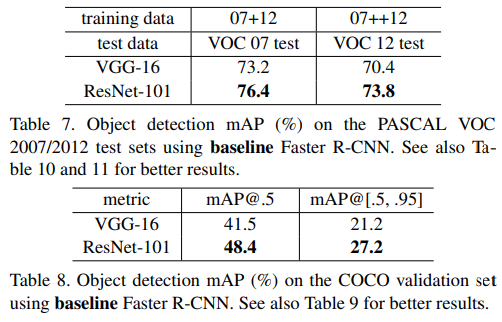 training data 07+12 07++12
test data VOC 07 test VOC 12 test
VGG-16 73.2 70.4
ResNet-101 76.4 73.8
Table 7. Object detection mAP (%) on the PASCAL VOC
2007/2012 test sets using baseline Faster R-CNN. See also Ta-
ble 10 and 11 for better results.
metric mAP@.5 mAP@[.5, .95]
VGG-16 41.5 21.2
ResNet-101 48.4 27.2
Table 8. Object detection mAP (%) on the COCO validation set
using baseline Faster R-CNN. See also Table 9 for better results.